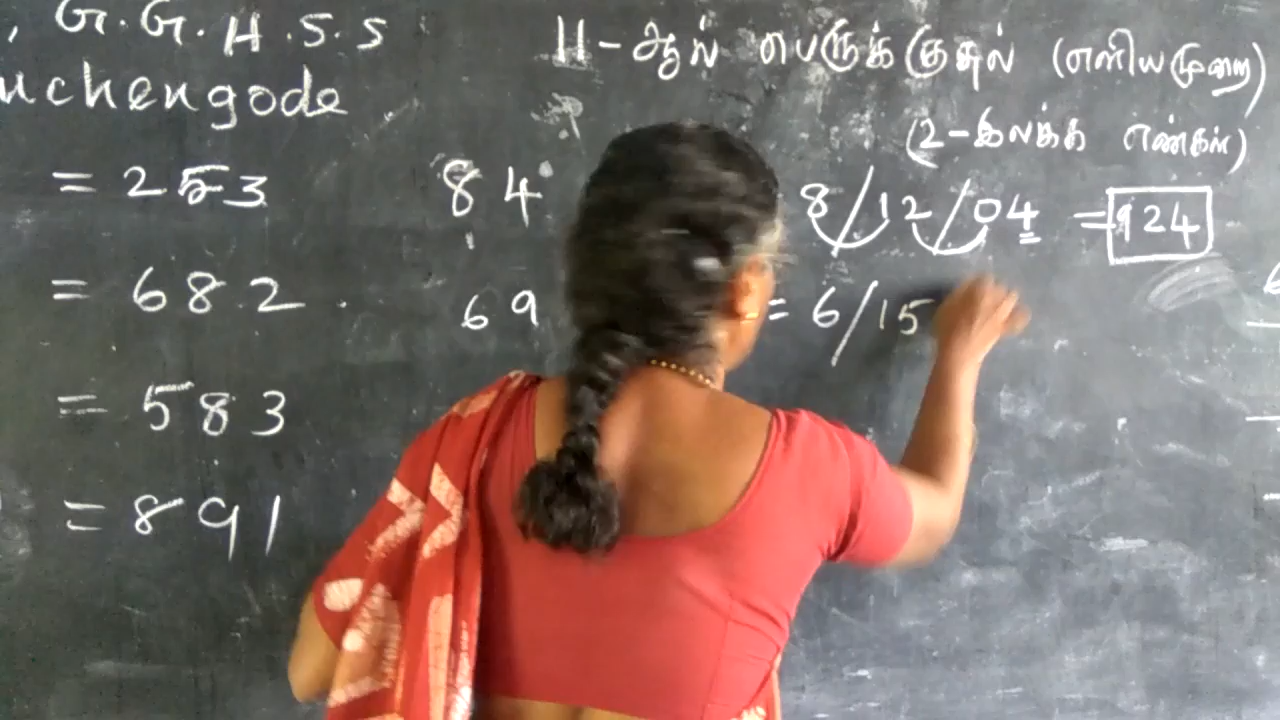 , G.G.H.S.S
uchengode
11-ஆல் பெருக்குதல் (எளியமுறை)
(2-இலக்க எண்கள்)
= 253
84 8/12/04 = 924
= 682
69 = 6/15
= 583
= 891